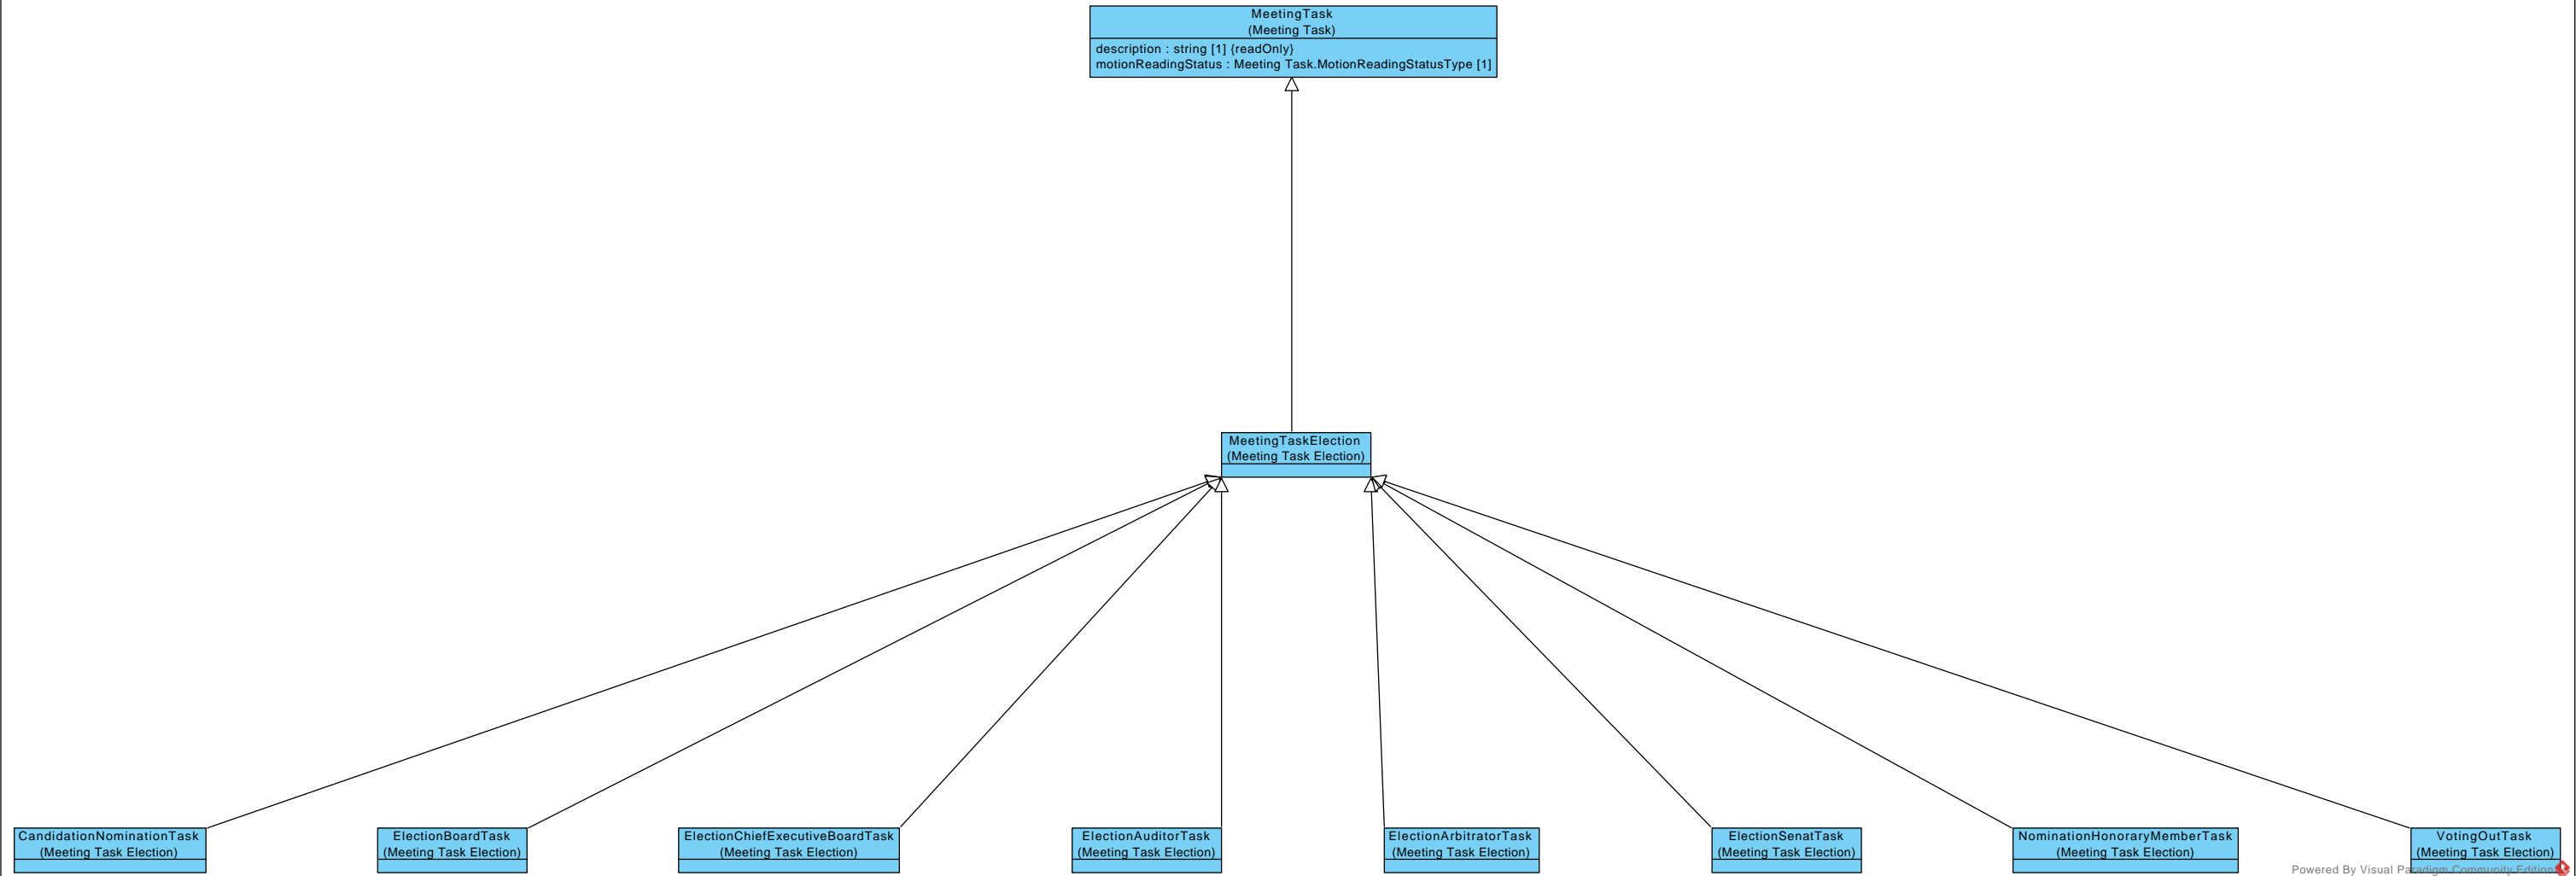 MeetingTask
(Meeting Task)
description : string [1] {readOnly}
motionReadingStatus : Meeting Task.MotionReadingStatusType [1]
MeetingTaskElection
(Meeting Task Election)
CandidationNominationTask
(Meeting Task Election)
ElectionBoardTask
(Meeting Task Election)
ElectionChiefExecutiveBoardTask
(Meeting Task Election)
ElectionAuditorTask
(Meeting Task Election)
ElectionArbitratorTask
(Meeting Task Election)
ElectionSenatTask
(Meeting Task Election)
NominationHonoraryMemberTask
(Meeting Task Election)
VotingOutTask
(Meeting Task Election)
Powered By Visual Paradigm Community Edition